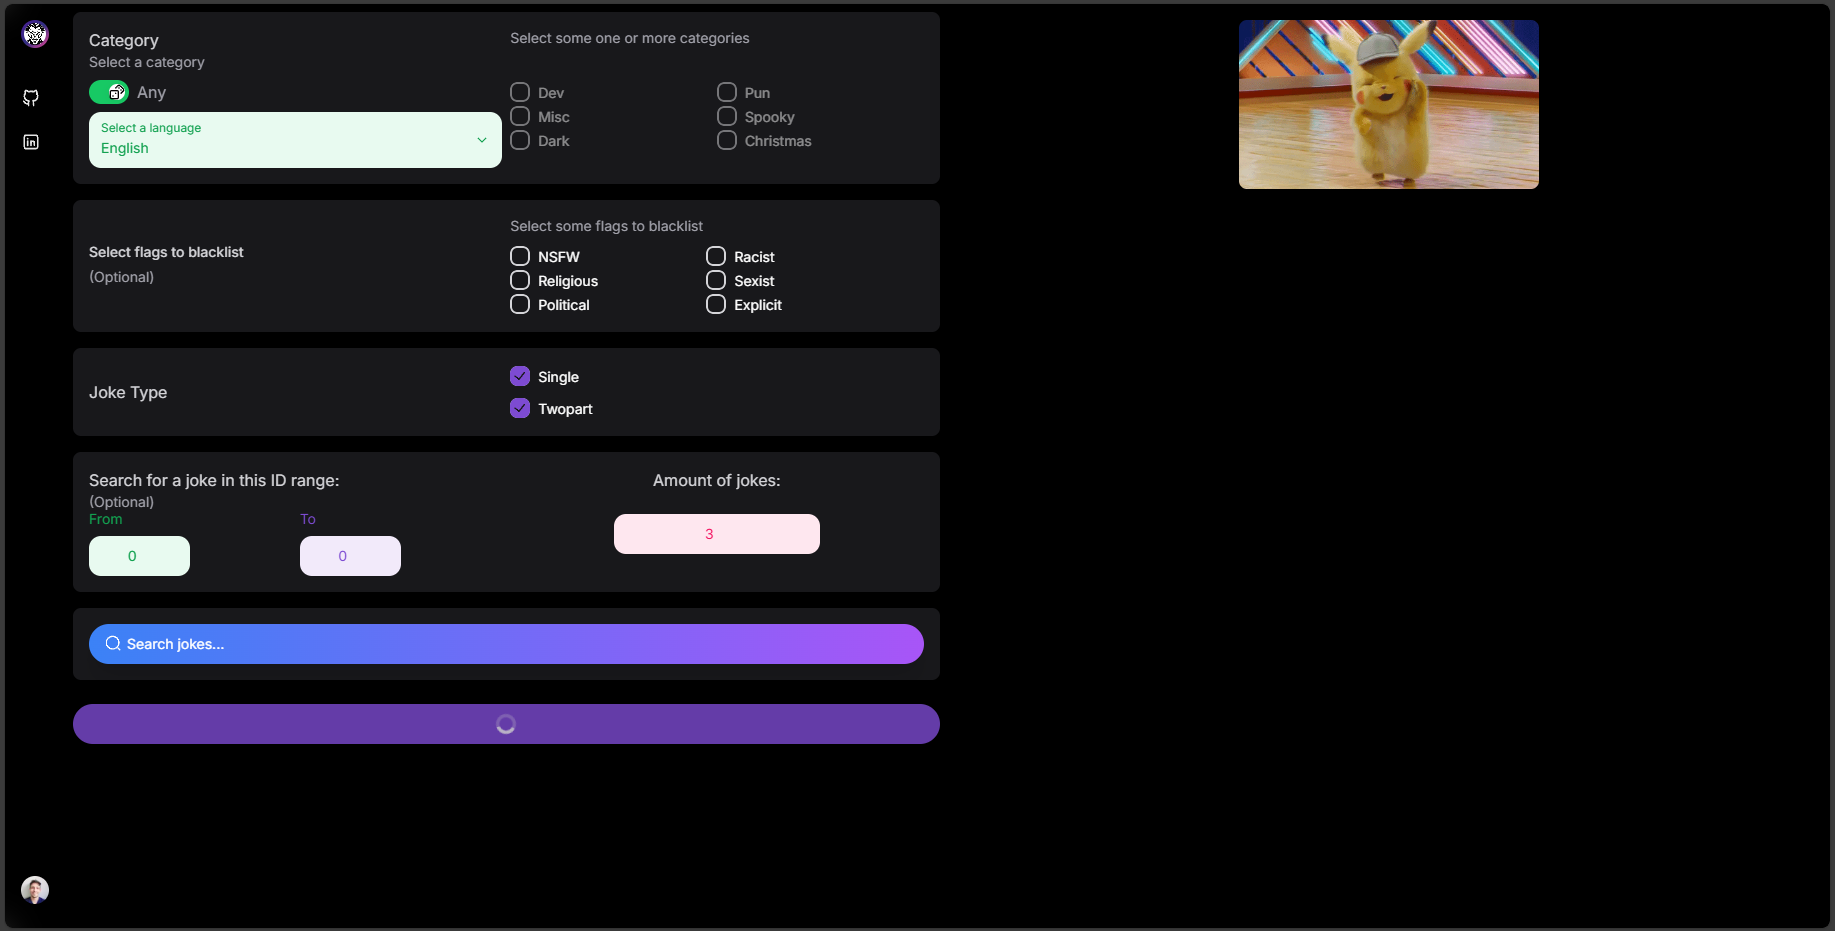 Category
Select a category
Any
Select a language
English
Select some one or more categories
Dev
Pun
Misc
Spooky
Dark
Christmas
Select flags to blacklist
(Optional)
Select some flags to blacklist
NSFW
Racist
Religious
Sexist
Political
Explicit
Joke Type
Single
Twopart
Search for a joke in this ID range:
(Optional)
From
To
0
0
Amount of jokes:
3
Search jokes...